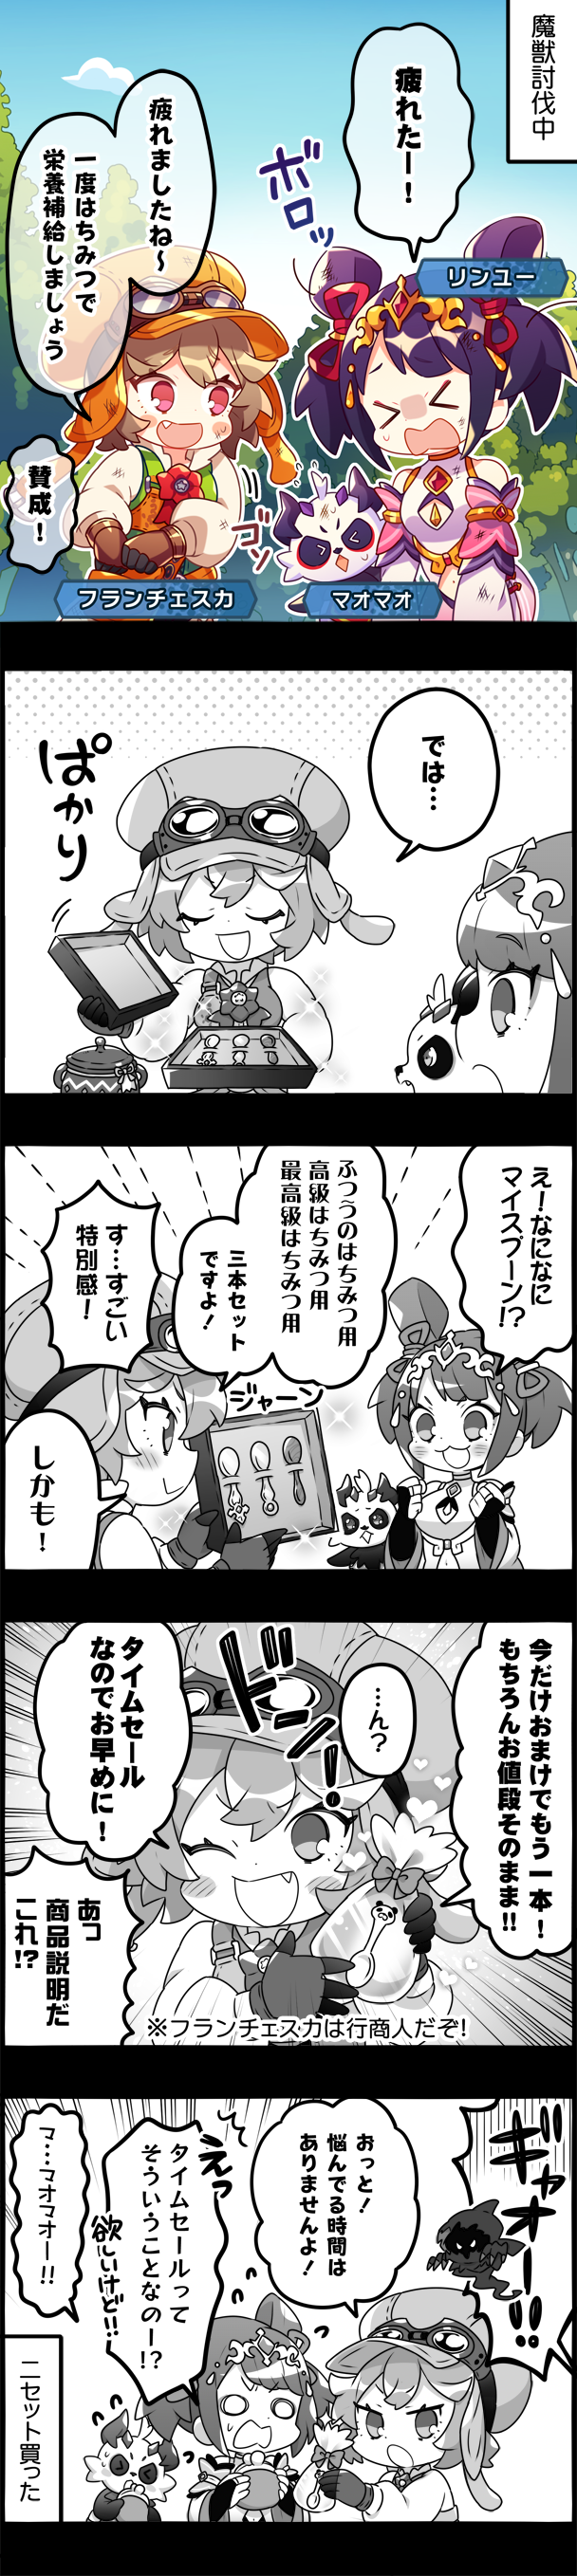 魔獣討伐中
疲れたー！
ボロッ
リンユー
疲れましたね〜
一度はちみつで
栄養補給しましょう
賛成！
ゴソ
フランチェスカ
マオマオ
では…
ぱかり
え！なになに
マイスプーン!?
ふつうのはちみつ用
高級はちみつ用
最高級はちみつ用
三本セット
ですよ！
す…すごい
特別感！
ジャーン
しかも！
今だけおまけでもう一本！
もちろんお値段そのまま!!
…ん？
ドン！
タイムセール
なのでお早めに！
あっ
商品説明だ
これ!?
※フランチェスカは行商人だぞ!
ギャオー!!
おっと！
悩んでる時間は
ありませんよ！
えっ
タイムセールって
そういうことなのー!?
欲しいけど!!
マ…マオマオー!!
二セット買った